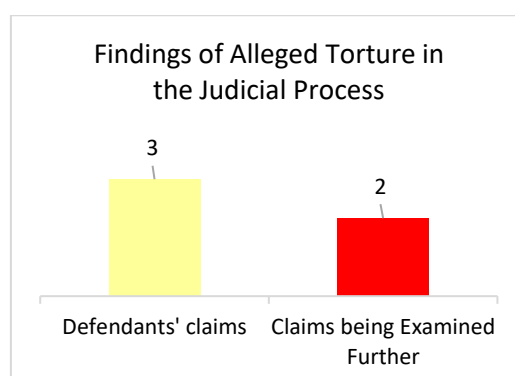 Findings of Alleged Torture in
the Judicial Process
3
2
Defendants' claims
Claims being Examined
Further